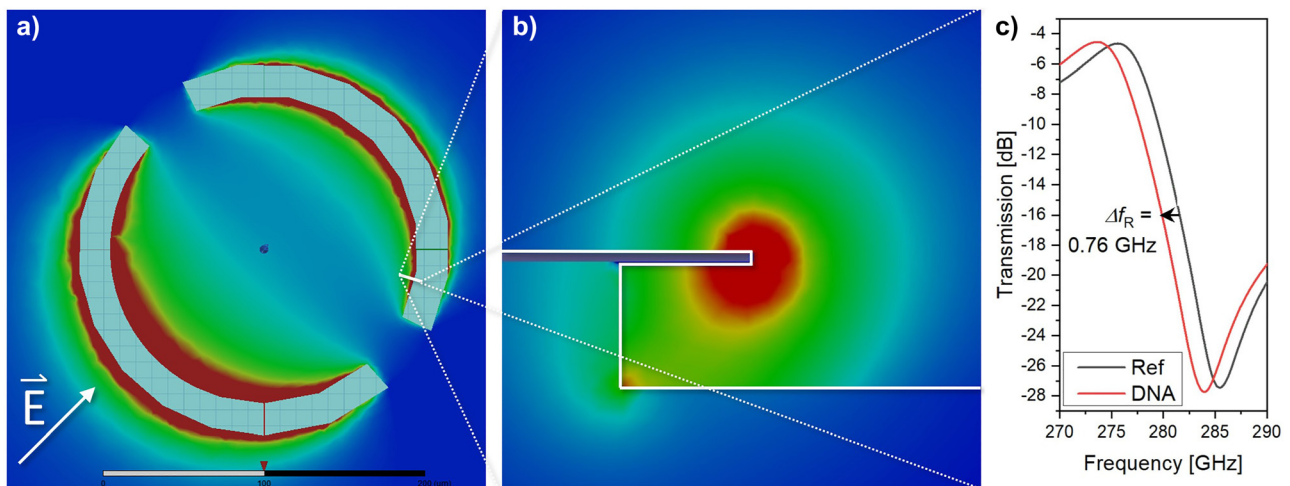 a)
E
0
100
b)
c)
Transmission [dB]
-4
-6
-8
-10
-12
-14
-16
-18
-20
-22
-24
-26
-28
Δf_R =
0.76 GHz
Ref
DNA
270 275 280 285 290
Frequency [GHz]